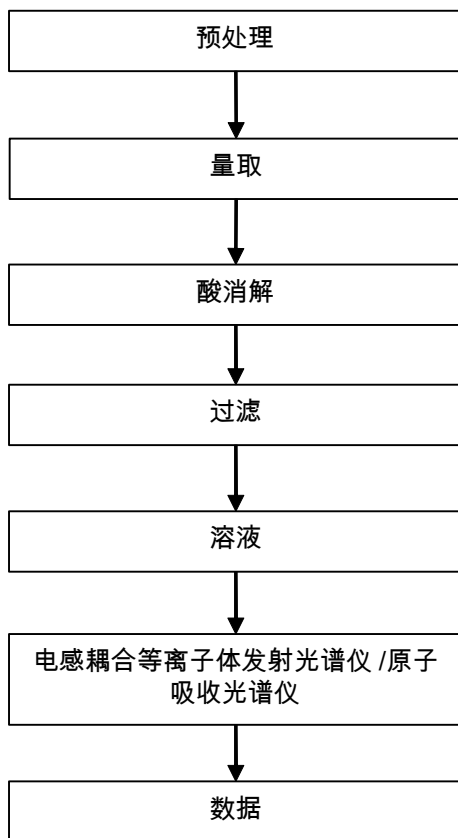 预处理
量取
酸消解
过滤
溶液
电感耦合等离子体发射光谱仪 /原子
吸收光谱仪
数据